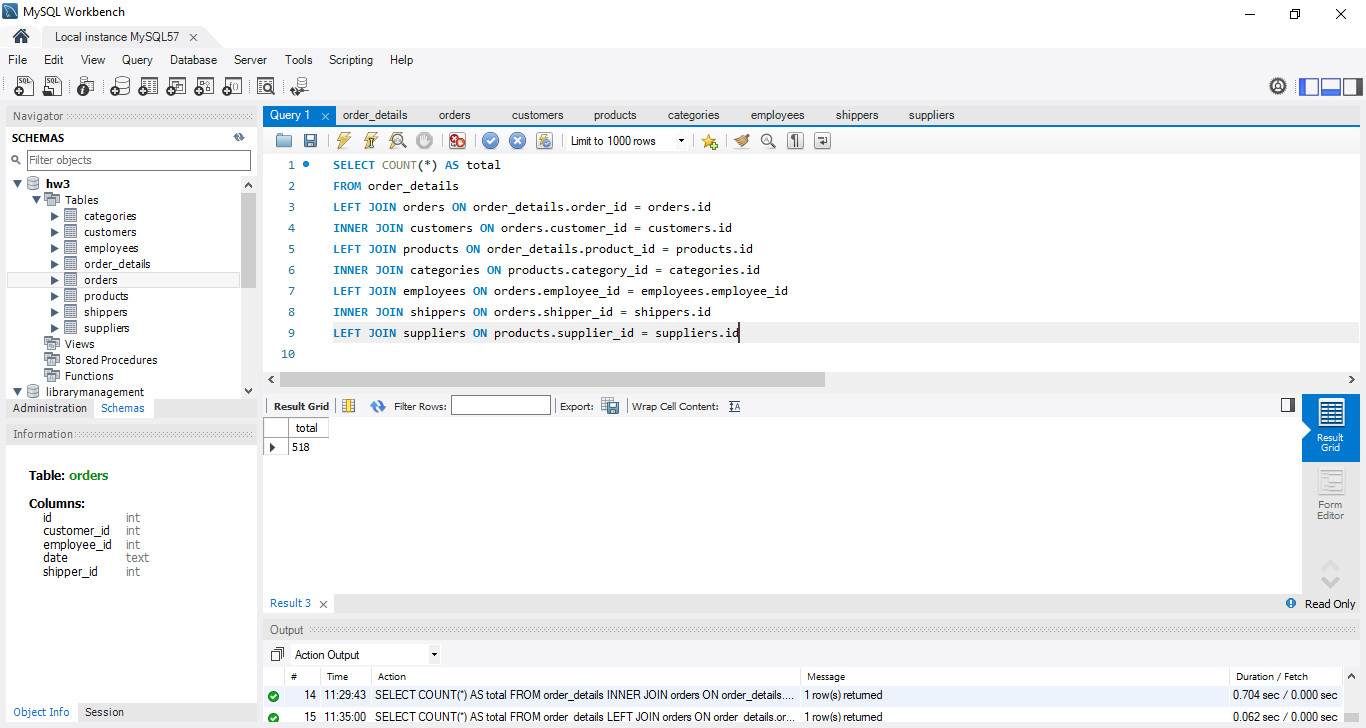 MySQL Workbench
Local instance MySQL57
File Edit View Query Database Server Tools Scripting Help
Navigator
SCHEMAS
Filter objects
hw3
Tables
categories
customers
employees
order_details
orders
products
shippers
suppliers
Views
Stored Procedures
Functions
librarymanagement
Administration Schemas
Information
Table: orders
Columns:
id int
customer_id int
employee_id int
date text
shipper_id int
Object Info Session
Query 1 order_details orders customers products categories employees shippers suppliers
Limit to 1000 rows
1 SELECT COUNT(*) AS total
2 FROM order_details
3 LEFT JOIN orders ON order_details.order_id = orders.id
4 INNER JOIN customers ON orders.customer_id = customers.id
5 LEFT JOIN products ON order_details.product_id = products.id
6 INNER JOIN categories ON products.category_id = categories.id
7 LEFT JOIN employees ON orders.employee_id = employees.employee_id
8 INNER JOIN shippers ON orders.shipper_id = shippers.id
9 LEFT JOIN suppliers ON products.supplier_id = suppliers.id
10
Result Grid Filter Rows: Export: Wrap Cell Content:
total
518
Result
Grid
Form
Editor
Result 3 Read Only
Output
Action Output
# Time Action Message Duration / Fetch
14 11:29:43 SELECT COUNT(*) AS total FROM order_details INNER JOIN orders ON order_details.... 1 row(s) returned 0.704 sec / 0.000 sec
15 11:35:00 SELECT COUNT(*) AS total FROM order_details LEFT JOIN orders ON order_details.or... 1 row(s) returned 0.062 sec / 0.000 sec